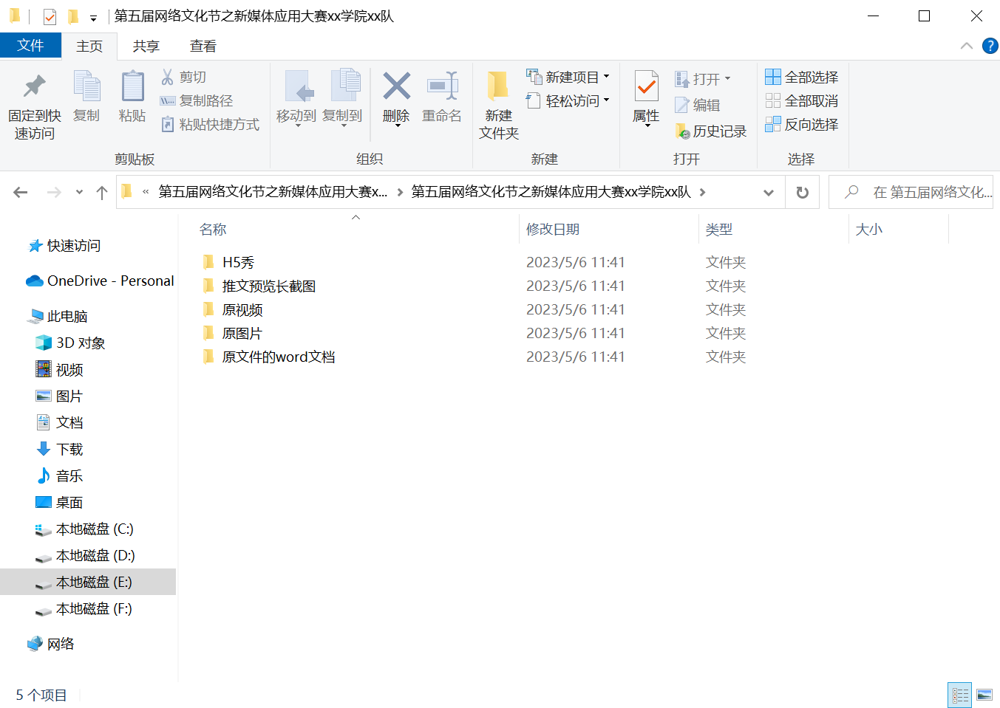 第五届网络文化节之新媒体应用大赛xx学院xx队
文件 主页 共享 查看
固定到快速访问
复制
粘贴
剪切
复制路径
粘贴快捷方式
剪贴板
移动到
复制到
删除
重命名
组织
新建文件夹
新建项目
轻松访问
新建
属性
打开
编辑
历史记录
打开
全部选择
全部取消
反向选择
选择
« 第五届网络文化节之新媒体应用大赛x... › 第五届网络文化节之新媒体应用大赛xx学院xx队 ›
在 第五届网络文化...
快速访问
OneDrive - Personal
此电脑
3D 对象
视频
图片
文档
下载
音乐
桌面
本地磁盘 (C:)
本地磁盘 (D:)
本地磁盘 (E:)
本地磁盘 (F:)
网络
名称 修改日期 类型 大小
H5秀 2023/5/6 11:41 文件夹
推文预览长截图 2023/5/6 11:41 文件夹
原视频 2023/5/6 11:41 文件夹
原图片 2023/5/6 11:41 文件夹
原文件的word文档 2023/5/6 11:41 文件夹
5 个项目